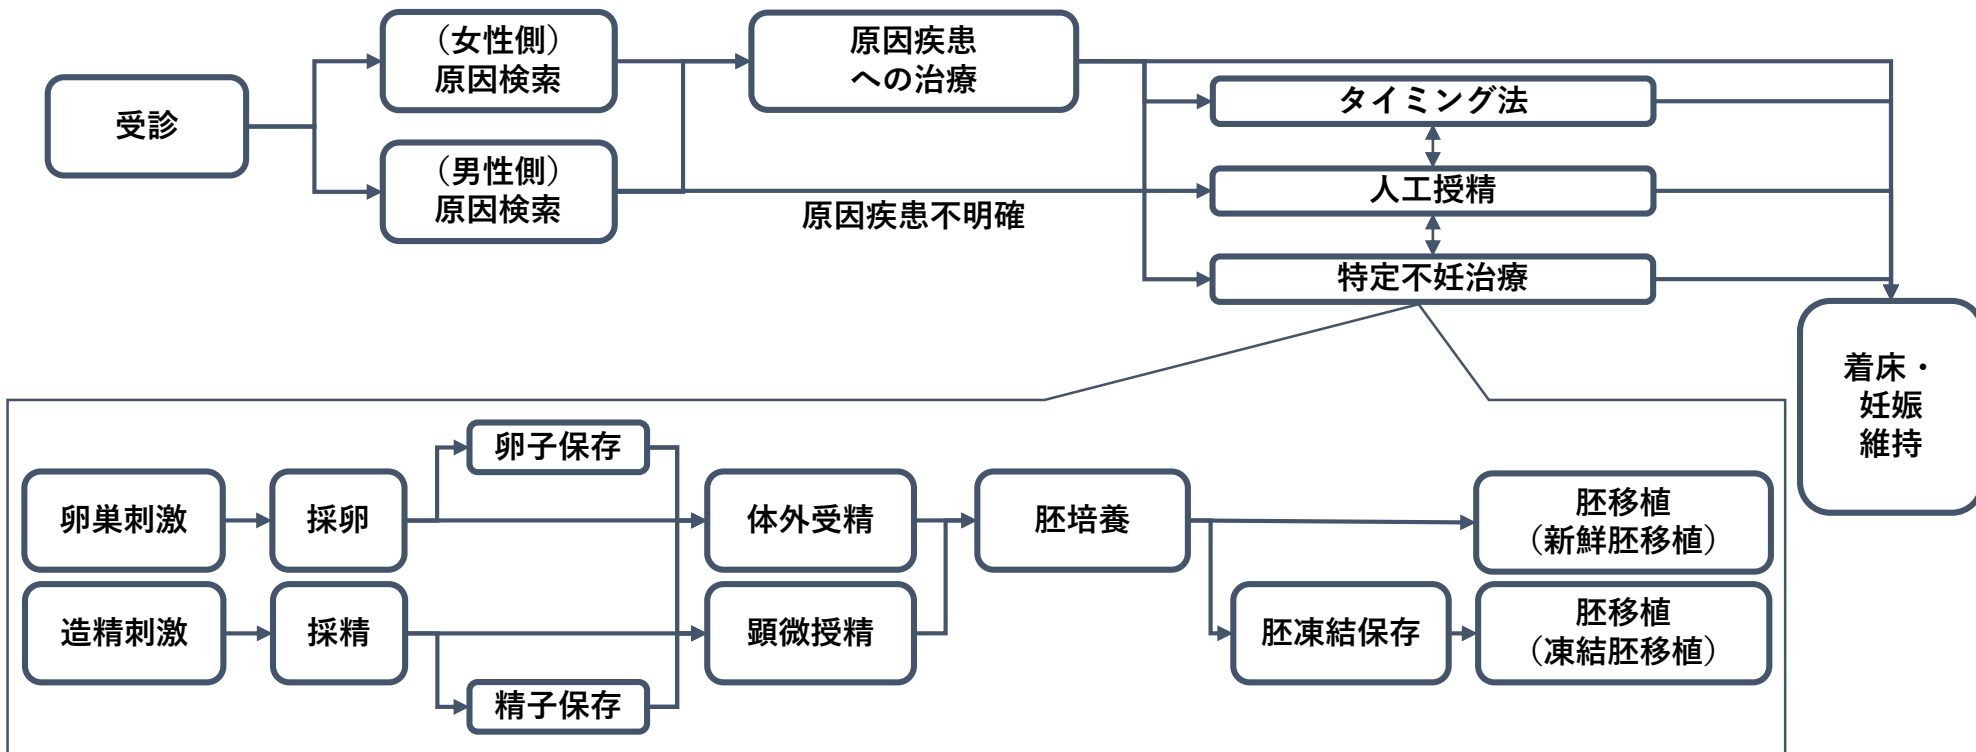 受診
（女性側）
原因検索
（男性側）
原因検索
原因疾患
への治療
原因疾患不明確
タイミング法
人工授精
特定不妊治療
着床・
妊娠
維持
卵巣刺激
採卵
卵子保存
造精刺激
採精
精子保存
体外受精
顕微授精
胚培養
胚凍結保存
胚移植
（新鮮胚移植）
胚移植
（凍結胚移植）